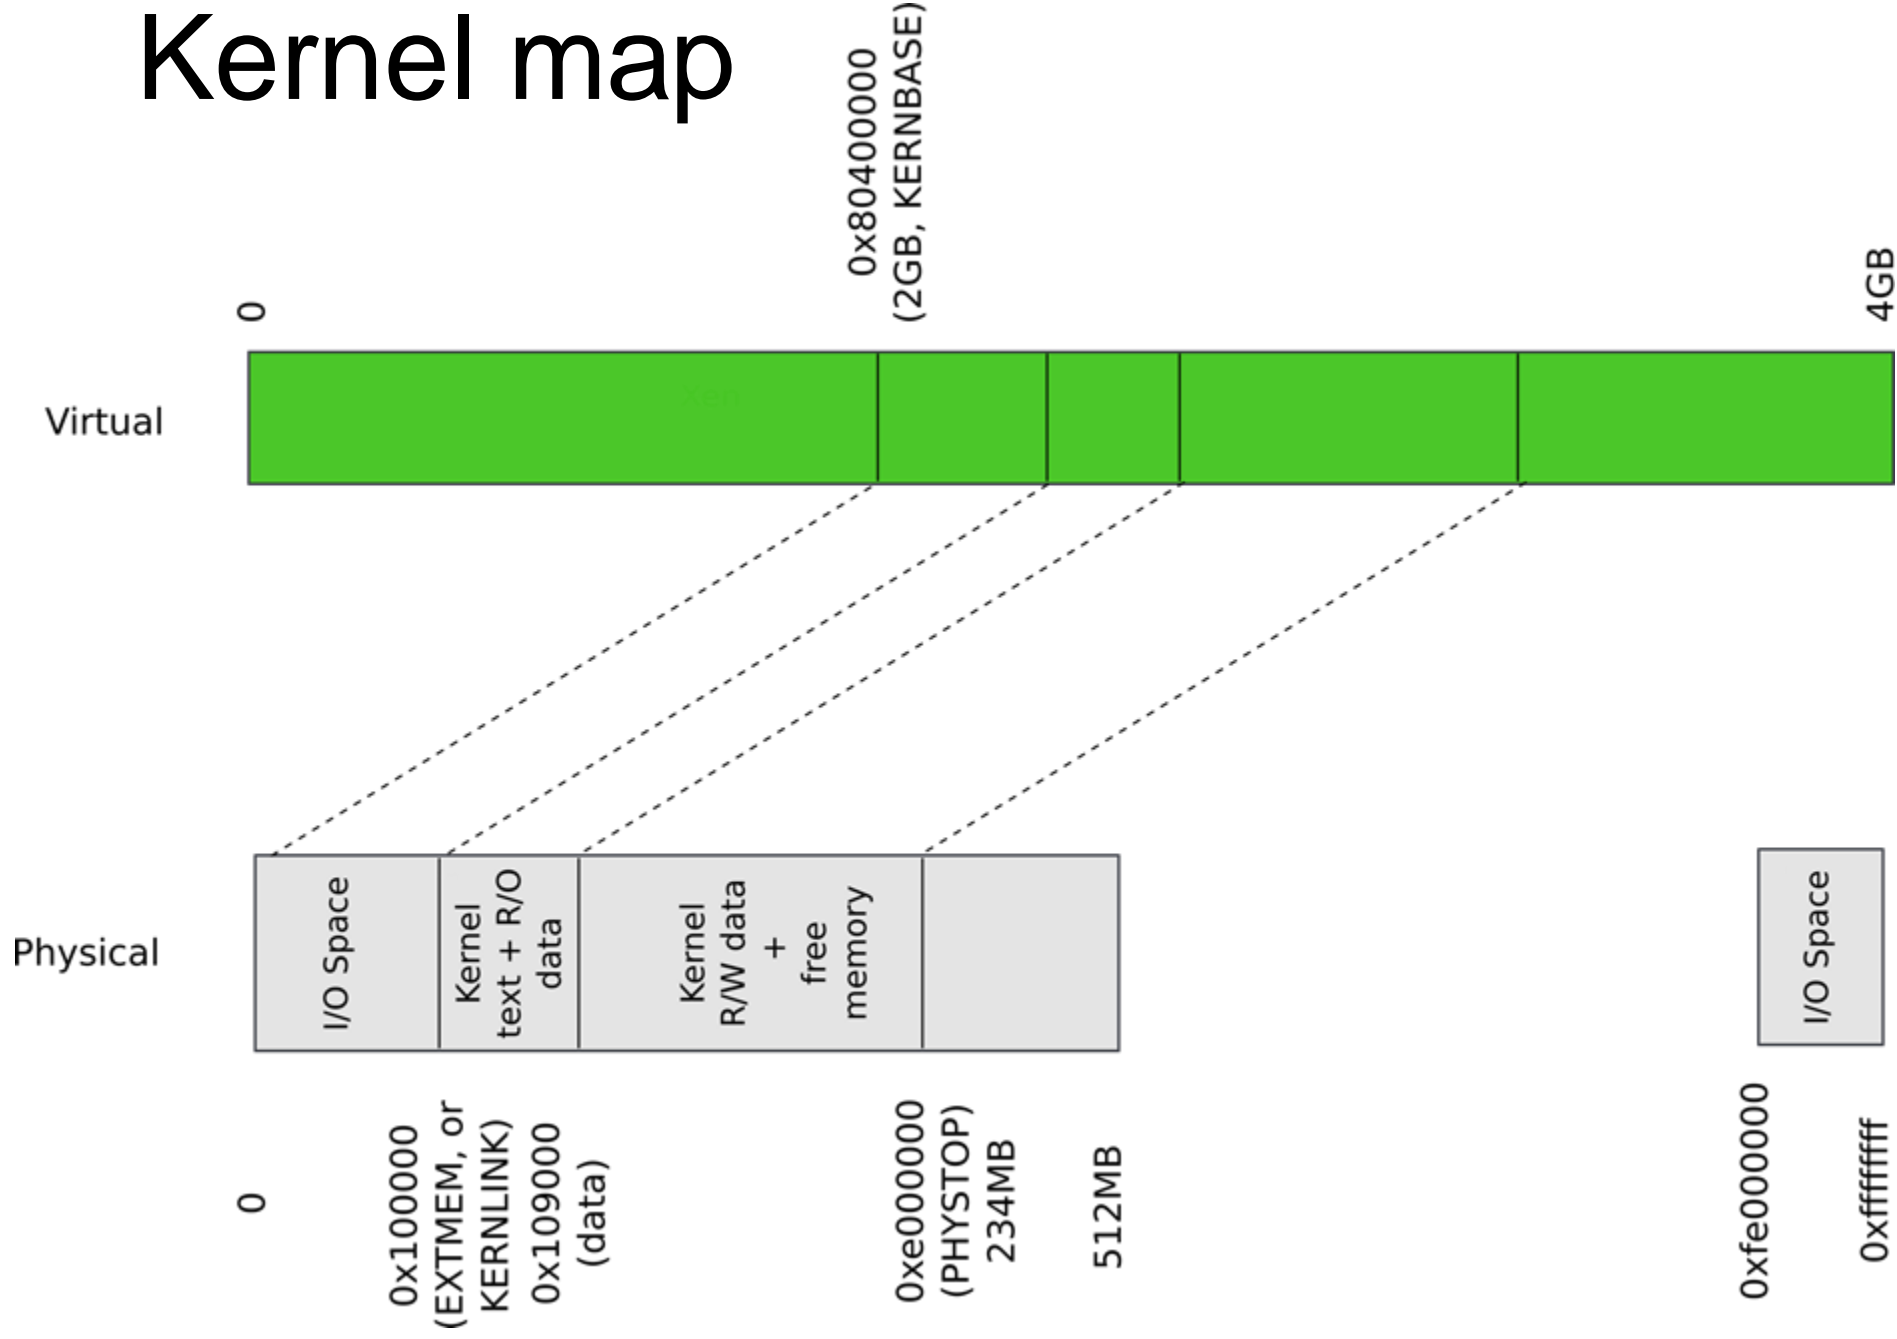 Kernel map
0x80400000
(2GB, KERNBASE)
0
4GB
Virtual
Xen
Physical
I/O Space
Kernel
text + R/O
data
Kernel
R/W data
+
free
memory
I/O Space
0
0x100000
(EXTMEM, or
KERNLINK)
0x109000
(data)
0xe000000
(PHYSTOP)
234MB
512MB
0xfe000000
0xffffffff